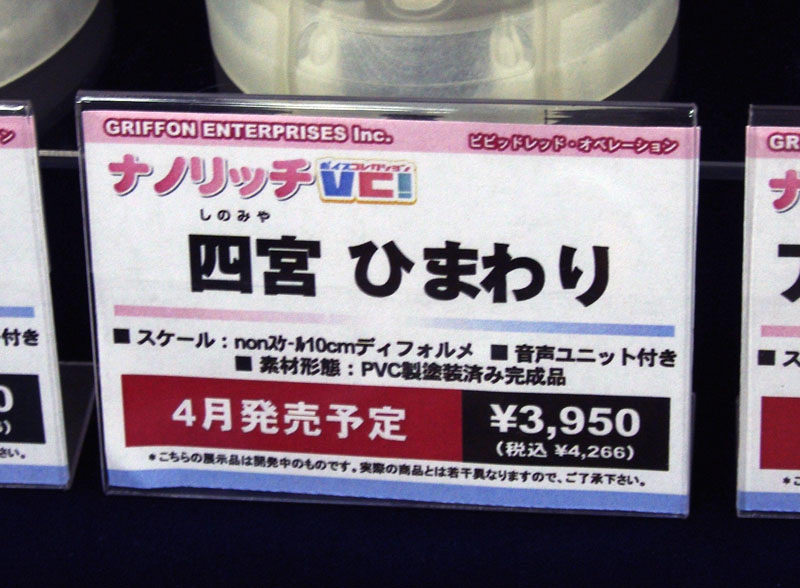 GRIFFON ENTERPRISES Inc. ビビッドレッド・オペレーション
ナノリッチ ボイスコレクション VC!
しのみや
四宮 ひまわり
■ スケール：nonスケール10cmディフォルメ ■ 音声ユニット付き
■ 素材形態：PVC製塗装済み完成品
4月発売予定 ¥3,950
(税込 ¥4,266)
＊こちらの展示品は開発中のものです。実際の商品とは若干異なりますので、ご了承下さい。
付き
さい。
GR
■ ス